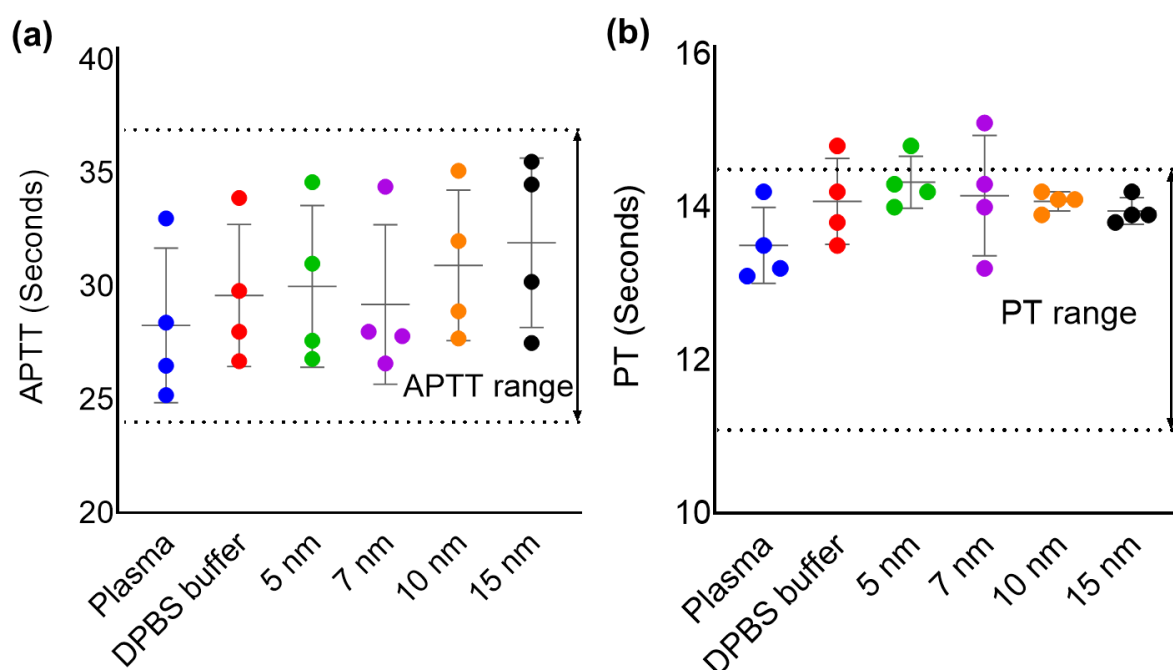 (a)
APTT (Seconds)
40
35
30
25
20
APTT range
Plasma
DPBS buffer
5 nm
7 nm
10 nm
15 nm
(b)
PT (Seconds)
16
14
12
10
PT range
Plasma
DPBS buffer
5 nm
7 nm
10 nm
15 nm